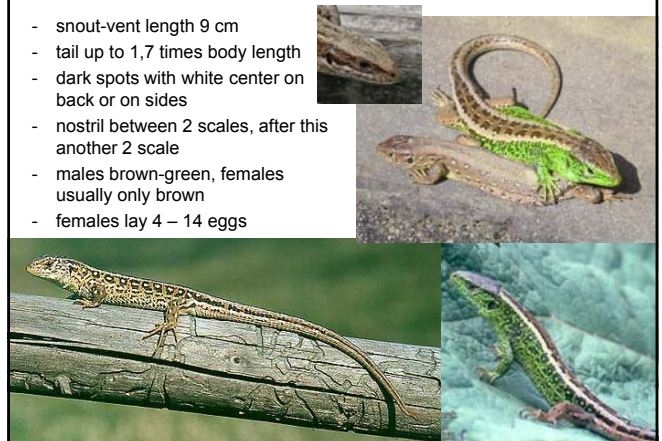 - snout-vent length 9 cm
- tail up to 1,7 times body length
- dark spots with white center on
back or on sides
- nostril between 2 scales, after this
another 2 scale
- males brown-green, females
usually only brown
- females lay 4 – 14 eggs